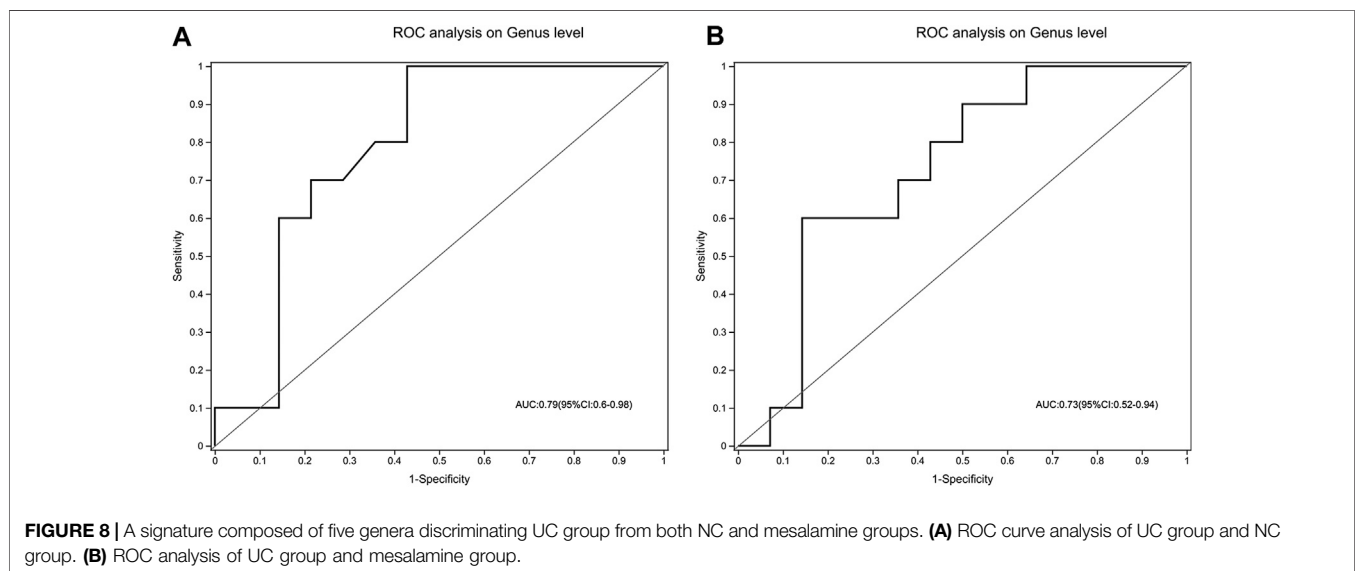 A
ROC analysis on Genus level
1
0.9
0.8
0.7
0.6
0.5
0.4
0.3
0.2
0.1
0
Sensitivity
AUC:0.79(95%CI:0.6-0.98)
0 0.1 0.2 0.3 0.4 0.5 0.6 0.7 0.8 0.9 1
1-Specificity
B
ROC analysis on Genus level
1
0.9
0.8
0.7
0.6
0.5
0.4
0.3
0.2
0.1
0
Sensitivity
AUC:0.73(95%CI:0.52-0.94)
0 0.1 0.2 0.3 0.4 0.5 0.6 0.7 0.8 0.9 1
1-Specificity
FIGURE 8 | A signature composed of five genera discriminating UC group from both NC and mesalamine groups. (A) ROC curve analysis of UC group and NC
group. (B) ROC analysis of UC group and mesalamine group.